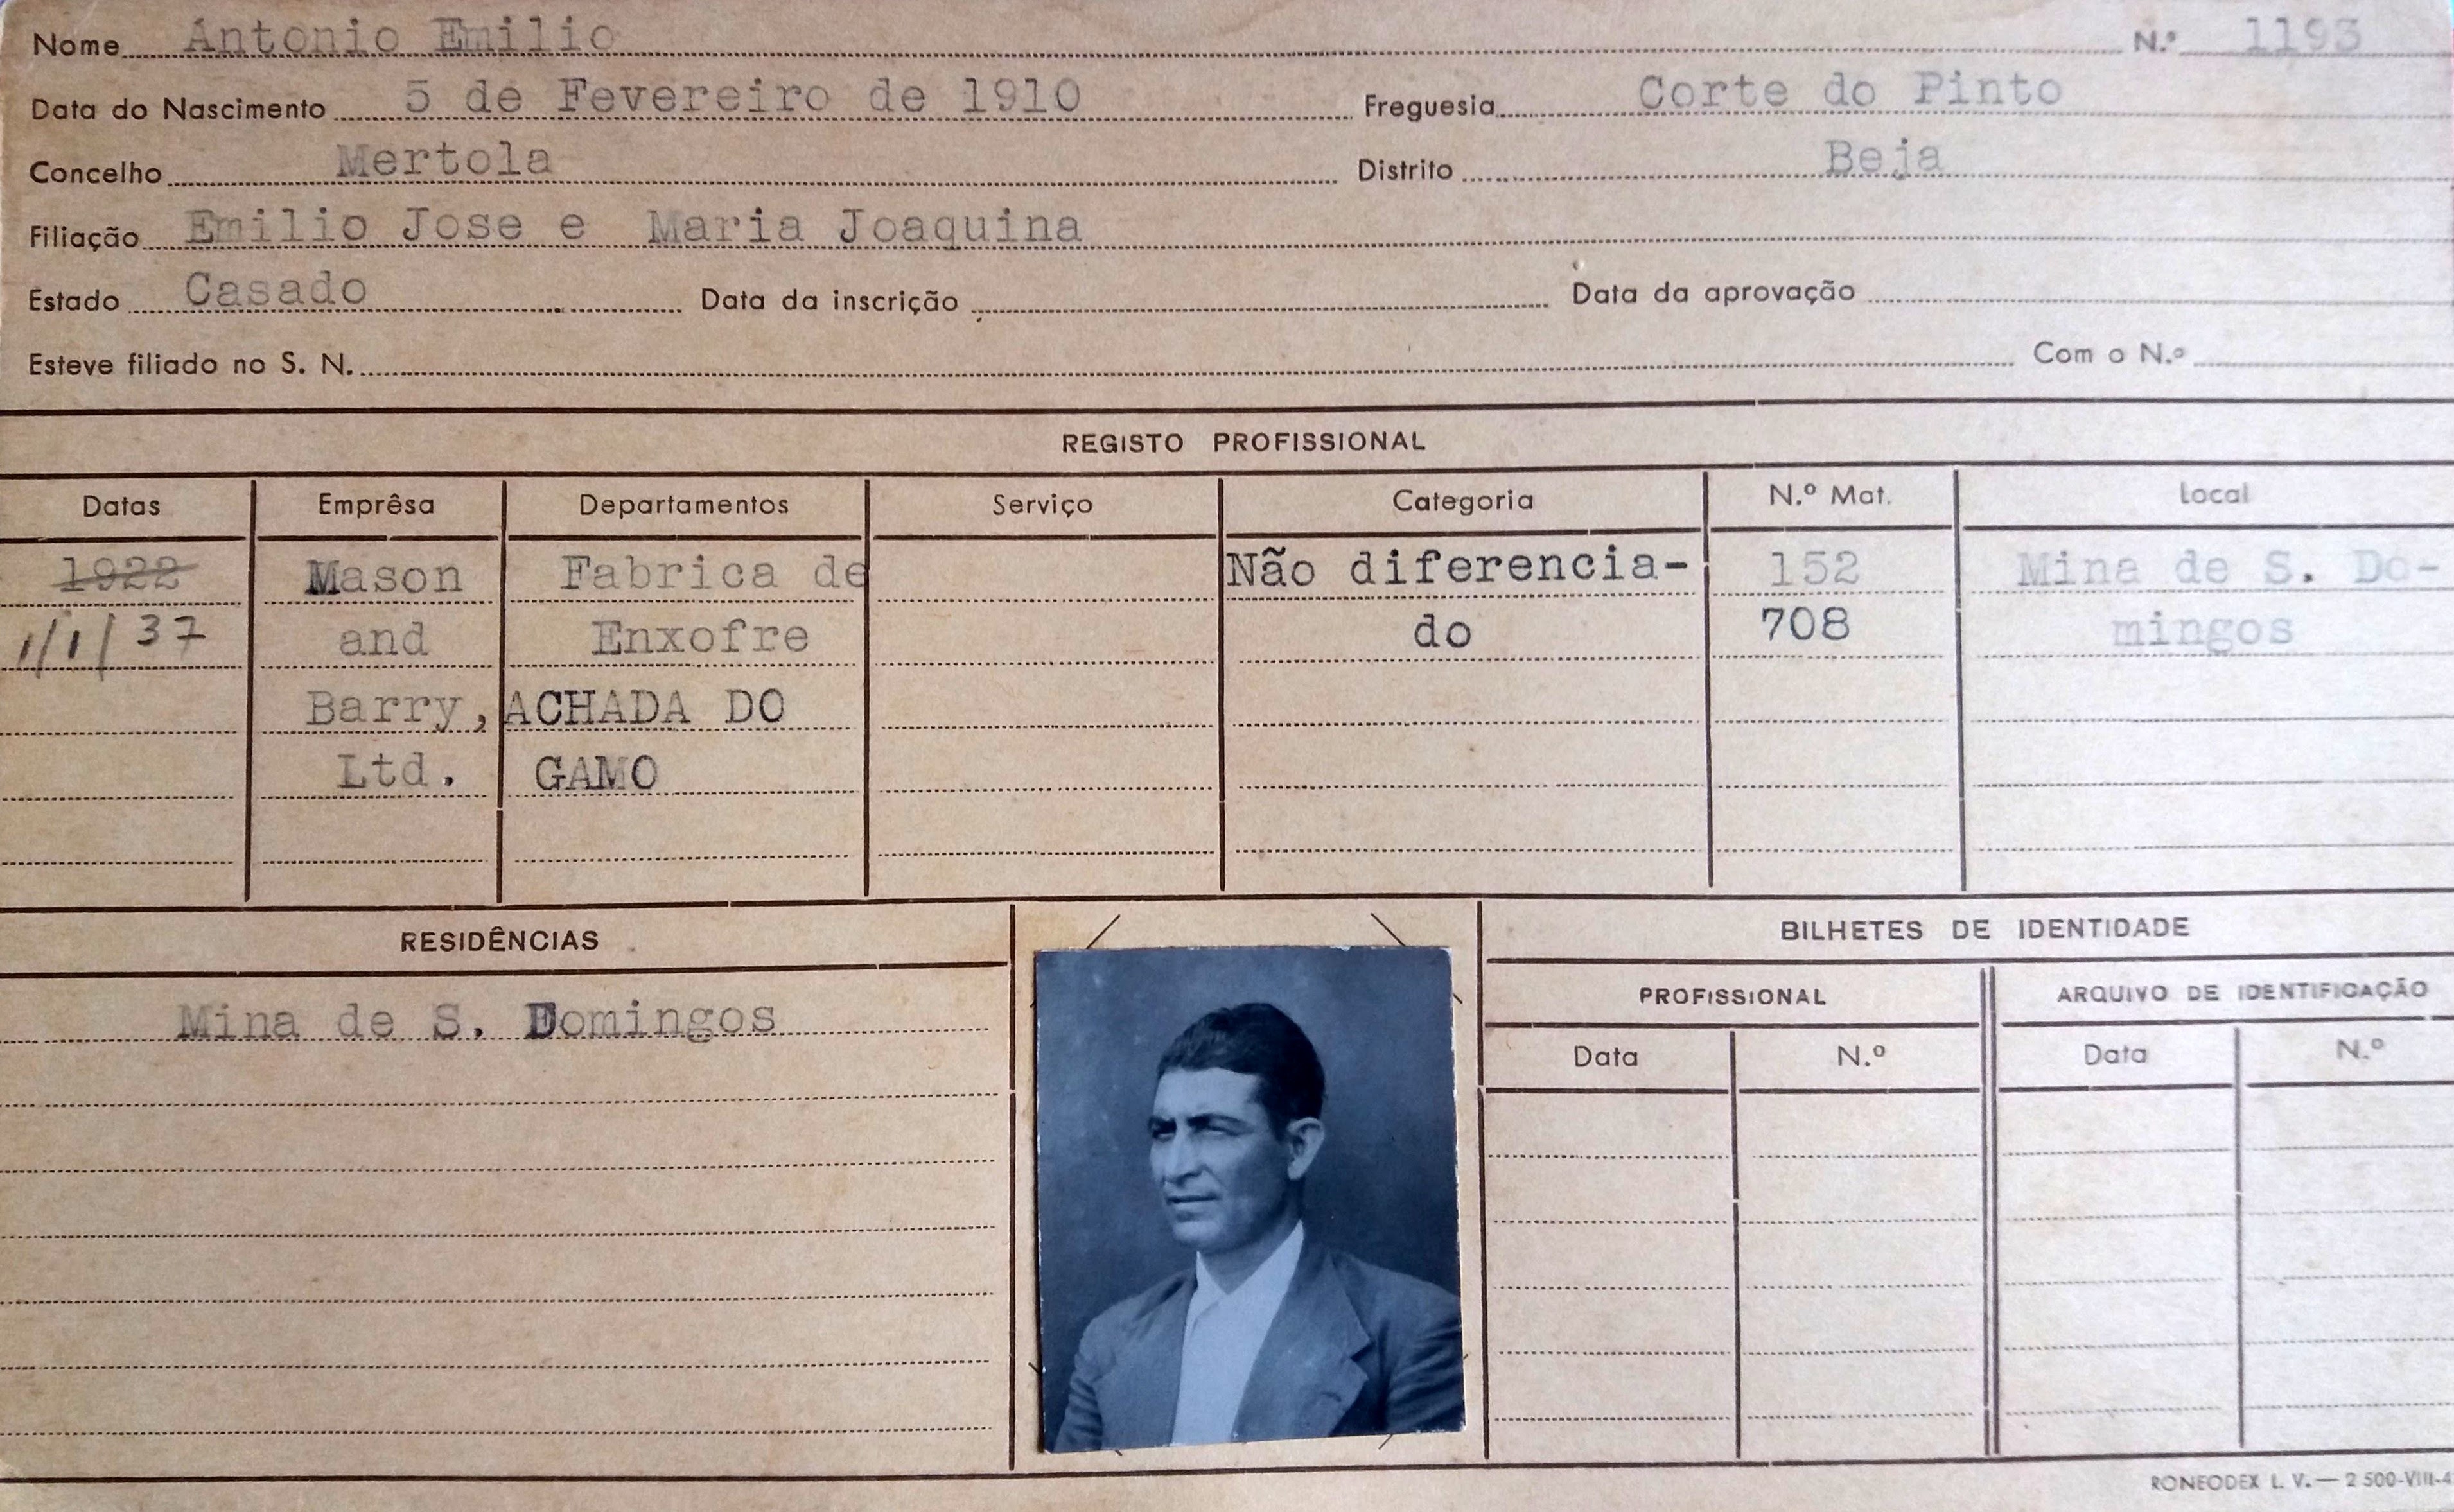 Nome Antonio Emilio N.º 1193
Data do Nascimento 5 de Fevereiro de 1910 Freguesia Corte do Pinto
Concelho Mertola Distrito Beja
Filiação Emilio Jose e Maria Joaquina
Estado Casado Data da inscrição Data da aprovação
Esteve filiado no S. N. Com o N.º
REGISTO PROFISSIONAL
Datas Emprêsa Departamentos Serviço Categoria N.º Mat. Local
1922 Mason Fabrica de Não diferencia- 152 Mina de S. Do-
1/1/37 and Enxofre do 708 mingos
Barry, ACHADA DO
Ltd. GAMO
RESIDÊNCIAS
Mina de S. Domingos
BILHETES DE IDENTIDADE
PROFISSIONAL ARQUIVO DE IDENTIFICAÇÃO
Data N.º Data N.º
RONEODEX L. V.— 2 500-VIII-4